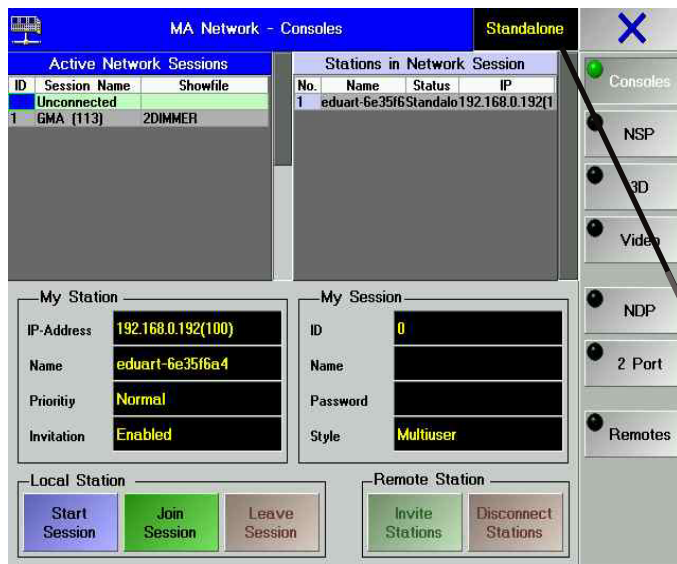 MA Network - Consoles
Standalone
Active Network Sessions
ID Session Name Showfile
Unconnected
1 GMA (113) 2DIMMER
Stations in Network Session
No. Name Status IP
1 eduart-6e35f6 Standalo 192.168.0.192(1
Consoles
NSP
3D
Video
NDP
2 Port
Remotes
My Station
IP-Address 192.168.0.192(100)
Name eduart-6e35f6a4
Prioritiy Normal
Invitation Enabled
My Session
ID 0
Name
Password
Style Multiuser
Local Station
Start Session
Join Session
Leave Session
Remote Station
Invite Stations
Disconnect Stations